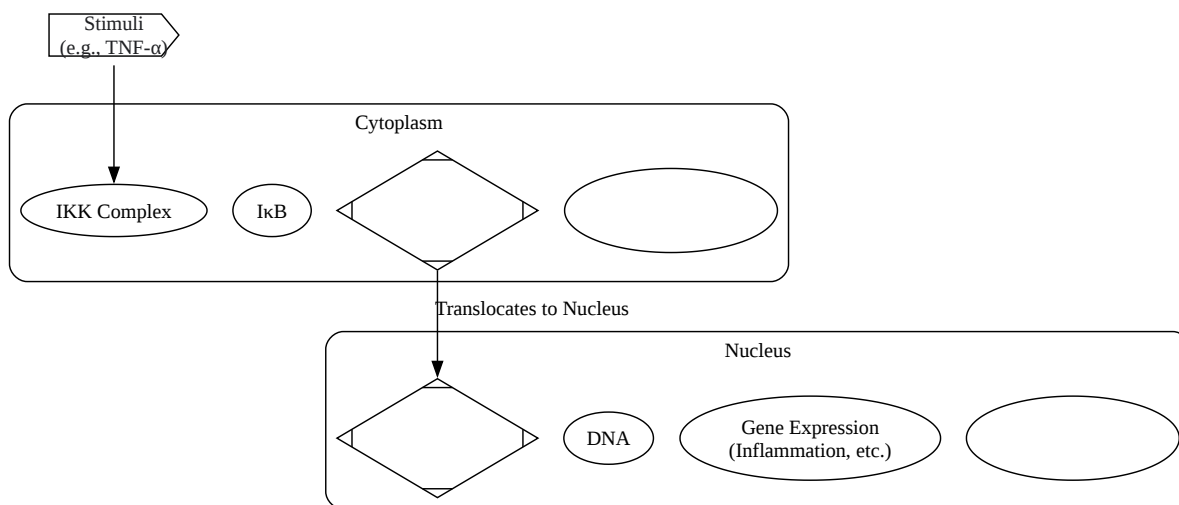 Stimuli
(e.g., TNF-α)
Cytoplasm
IKK Complex
IκB
Translocates to Nucleus
Nucleus
DNA
Gene Expression
(Inflammation, etc.)